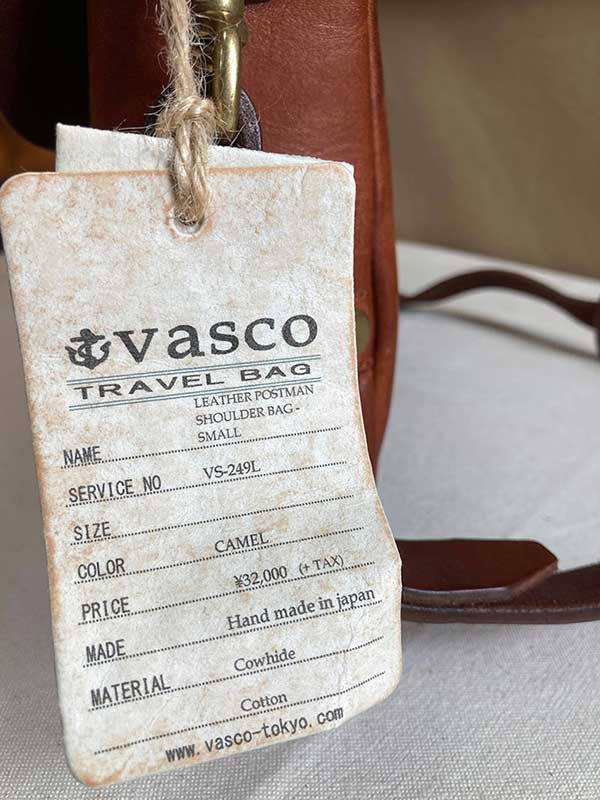 vasco
TRAVEL BAG
LEATHER POSTMAN
SHOULDER BAG -
NAME SMALL
SERVICE NO VS-249L
SIZE
COLOR CAMEL
PRICE ¥32,000 (+ TAX)
MADE Hand made in japan
MATERIAL Cowhide
Cotton
www.vasco-tokyo.com